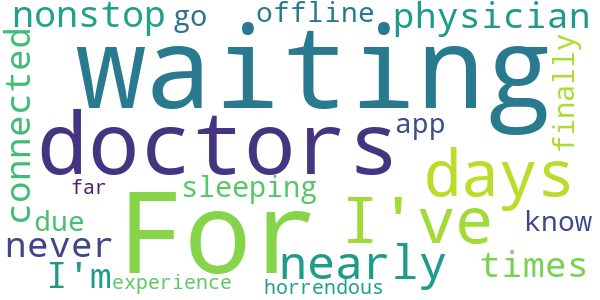 nonstop go offline physician
waiting
connected
finally
doctors app
days
far sleeping
For I've
due know
never nearly times
I'm experience horrendous